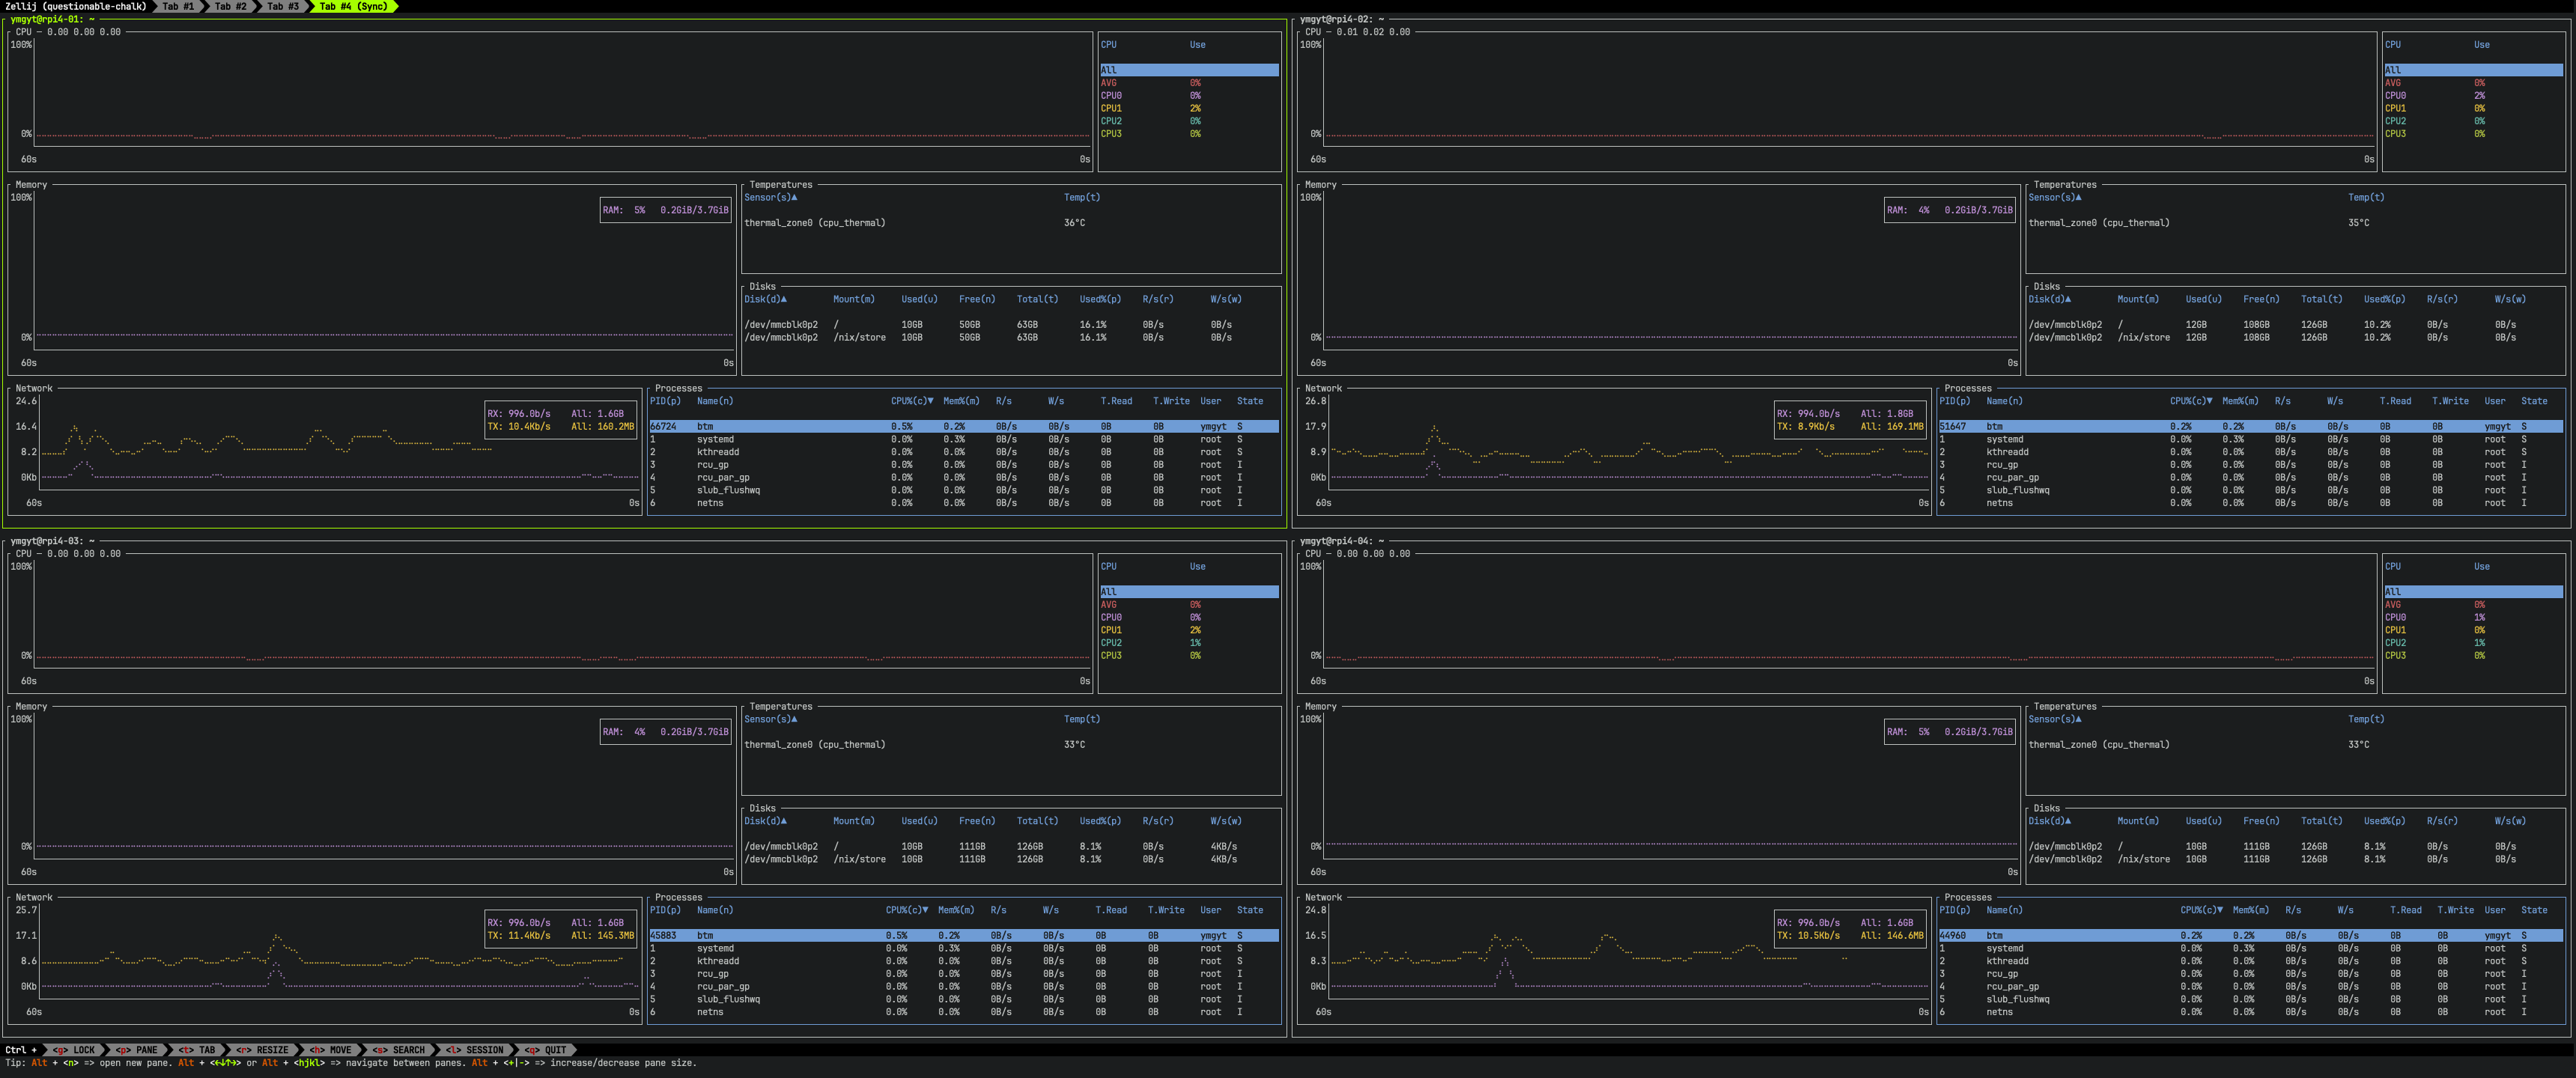 Zellij (questionable-chalk) Tab #1 Tab #2 Tab #3 Tab #4 (Sync)
ymgyt@rpi4-01: ~
CPU — 0.00 0.00 0.00
100%
0%
60s 0s
CPU Use
All
AVG 0%
CPU0 0%
CPU1 2%
CPU2 0%
CPU3 0%
Memory
100%
RAM: 5% 0.2GiB/3.7GiB
0%
60s 0s
Temperatures
Sensor(s)▲ Temp(t)
thermal_zone0 (cpu_thermal) 36°C
Disks
Disk(d)▲ Mount(m) Used(u) Free(n) Total(t) Used%(p) R/s(r) W/s(w)
/dev/mmcblk0p2 / 10GB 50GB 63GB 16.1% 0B/s 0B/s
/dev/mmcblk0p2 /nix/store 10GB 50GB 63GB 16.1% 0B/s 0B/s
Network
24.6
16.4
8.2
0Kb
60s 0s
RX: 996.0b/s All: 1.6GB
TX: 10.4Kb/s All: 160.2MB
Processes
PID(p) Name(n) CPU%(c)▼ Mem%(m) R/s W/s T.Read T.Write User State
66724 btm 0.5% 0.2% 0B/s 0B/s 0B 0B ymgyt S
1 systemd 0.0% 0.3% 0B/s 0B/s 0B 0B root S
2 kthreadd 0.0% 0.0% 0B/s 0B/s 0B 0B root S
3 rcu_gp 0.0% 0.0% 0B/s 0B/s 0B 0B root I
4 rcu_par_gp 0.0% 0.0% 0B/s 0B/s 0B 0B root I
5 slub_flushwq 0.0% 0.0% 0B/s 0B/s 0B 0B root I
6 netns 0.0% 0.0% 0B/s 0B/s 0B 0B root I
ymgyt@rpi4-02: ~
CPU — 0.01 0.02 0.00
100%
0%
60s 0s
CPU Use
All
AVG 0%
CPU0 2%
CPU1 0%
CPU2 0%
CPU3 0%
Memory
100%
RAM: 4% 0.2GiB/3.7GiB
0%
60s 0s
Temperatures
Sensor(s)▲ Temp(t)
thermal_zone0 (cpu_thermal) 35°C
Disks
Disk(d)▲ Mount(m) Used(u) Free(n) Total(t) Used%(p) R/s(r) W/s(w)
/dev/mmcblk0p2 / 12GB 108GB 126GB 10.2% 0B/s 0B/s
/dev/mmcblk0p2 /nix/store 12GB 108GB 126GB 10.2% 0B/s 0B/s
Network
26.8
17.9
8.9
0Kb
60s 0s
RX: 994.0b/s All: 1.8GB
TX: 8.9Kb/s All: 169.1MB
Processes
PID(p) Name(n) CPU%(c)▼ Mem%(m) R/s W/s T.Read T.Write User State
51647 btm 0.2% 0.2% 0B/s 0B/s 0B 0B ymgyt S
1 systemd 0.0% 0.3% 0B/s 0B/s 0B 0B root S
2 kthreadd 0.0% 0.0% 0B/s 0B/s 0B 0B root S
3 rcu_gp 0.0% 0.0% 0B/s 0B/s 0B 0B root I
4 rcu_par_gp 0.0% 0.0% 0B/s 0B/s 0B 0B root I
5 slub_flushwq 0.0% 0.0% 0B/s 0B/s 0B 0B root I
6 netns 0.0% 0.0% 0B/s 0B/s 0B 0B root I
ymgyt@rpi4-03: ~
CPU — 0.00 0.00 0.00
100%
0%
60s 0s
CPU Use
All
AVG 0%
CPU0 0%
CPU1 2%
CPU2 1%
CPU3 0%
Memory
100%
RAM: 4% 0.2GiB/3.7GiB
0%
60s 0s
Temperatures
Sensor(s)▲ Temp(t)
thermal_zone0 (cpu_thermal) 33°C
Disks
Disk(d)▲ Mount(m) Used(u) Free(n) Total(t) Used%(p) R/s(r) W/s(w)
/dev/mmcblk0p2 / 10GB 111GB 126GB 8.1% 0B/s 4KB/s
/dev/mmcblk0p2 /nix/store 10GB 111GB 126GB 8.1% 0B/s 4KB/s
Network
25.7
17.1
8.6
0Kb
60s 0s
RX: 996.0b/s All: 1.6GB
TX: 11.4Kb/s All: 145.3MB
Processes
PID(p) Name(n) CPU%(c)▼ Mem%(m) R/s W/s T.Read T.Write User State
45883 btm 0.5% 0.2% 0B/s 0B/s 0B 0B ymgyt S
1 systemd 0.0% 0.3% 0B/s 0B/s 0B 0B root S
2 kthreadd 0.0% 0.0% 0B/s 0B/s 0B 0B root S
3 rcu_gp 0.0% 0.0% 0B/s 0B/s 0B 0B root I
4 rcu_par_gp 0.0% 0.0% 0B/s 0B/s 0B 0B root I
5 slub_flushwq 0.0% 0.0% 0B/s 0B/s 0B 0B root I
6 netns 0.0% 0.0% 0B/s 0B/s 0B 0B root I
ymgyt@rpi4-04: ~
CPU — 0.00 0.00 0.00
100%
0%
60s 0s
CPU Use
All
AVG 0%
CPU0 1%
CPU1 0%
CPU2 1%
CPU3 0%
Memory
100%
RAM: 5% 0.2GiB/3.7GiB
0%
60s 0s
Temperatures
Sensor(s)▲ Temp(t)
thermal_zone0 (cpu_thermal) 33°C
Disks
Disk(d)▲ Mount(m) Used(u) Free(n) Total(t) Used%(p) R/s(r) W/s(w)
/dev/mmcblk0p2 / 10GB 111GB 126GB 8.1% 0B/s 0B/s
/dev/mmcblk0p2 /nix/store 10GB 111GB 126GB 8.1% 0B/s 0B/s
Network
24.8
16.5
8.3
0Kb
60s 0s
RX: 996.0b/s All: 1.6GB
TX: 10.5Kb/s All: 146.6MB
Processes
PID(p) Name(n) CPU%(c)▼ Mem%(m) R/s W/s T.Read T.Write User State
44960 btm 0.2% 0.2% 0B/s 0B/s 0B 0B ymgyt S
1 systemd 0.0% 0.3% 0B/s 0B/s 0B 0B root S
2 kthreadd 0.0% 0.0% 0B/s 0B/s 0B 0B root S
3 rcu_gp 0.0% 0.0% 0B/s 0B/s 0B 0B root I
4 rcu_par_gp 0.0% 0.0% 0B/s 0B/s 0B 0B root I
5 slub_flushwq 0.0% 0.0% 0B/s 0B/s 0B 0B root I
6 netns 0.0% 0.0% 0B/s 0B/s 0B 0B root I
Ctrl + <g> LOCK <p> PANE <t> TAB <r> RESIZE <h> MOVE <s> SEARCH <l> SESSION <q> QUIT
Tip: Alt + <n> => open new pane. Alt + <←↓↑→> or Alt + <hjkl> => navigate between panes. Alt + <+|-> => increase/decrease pane size.